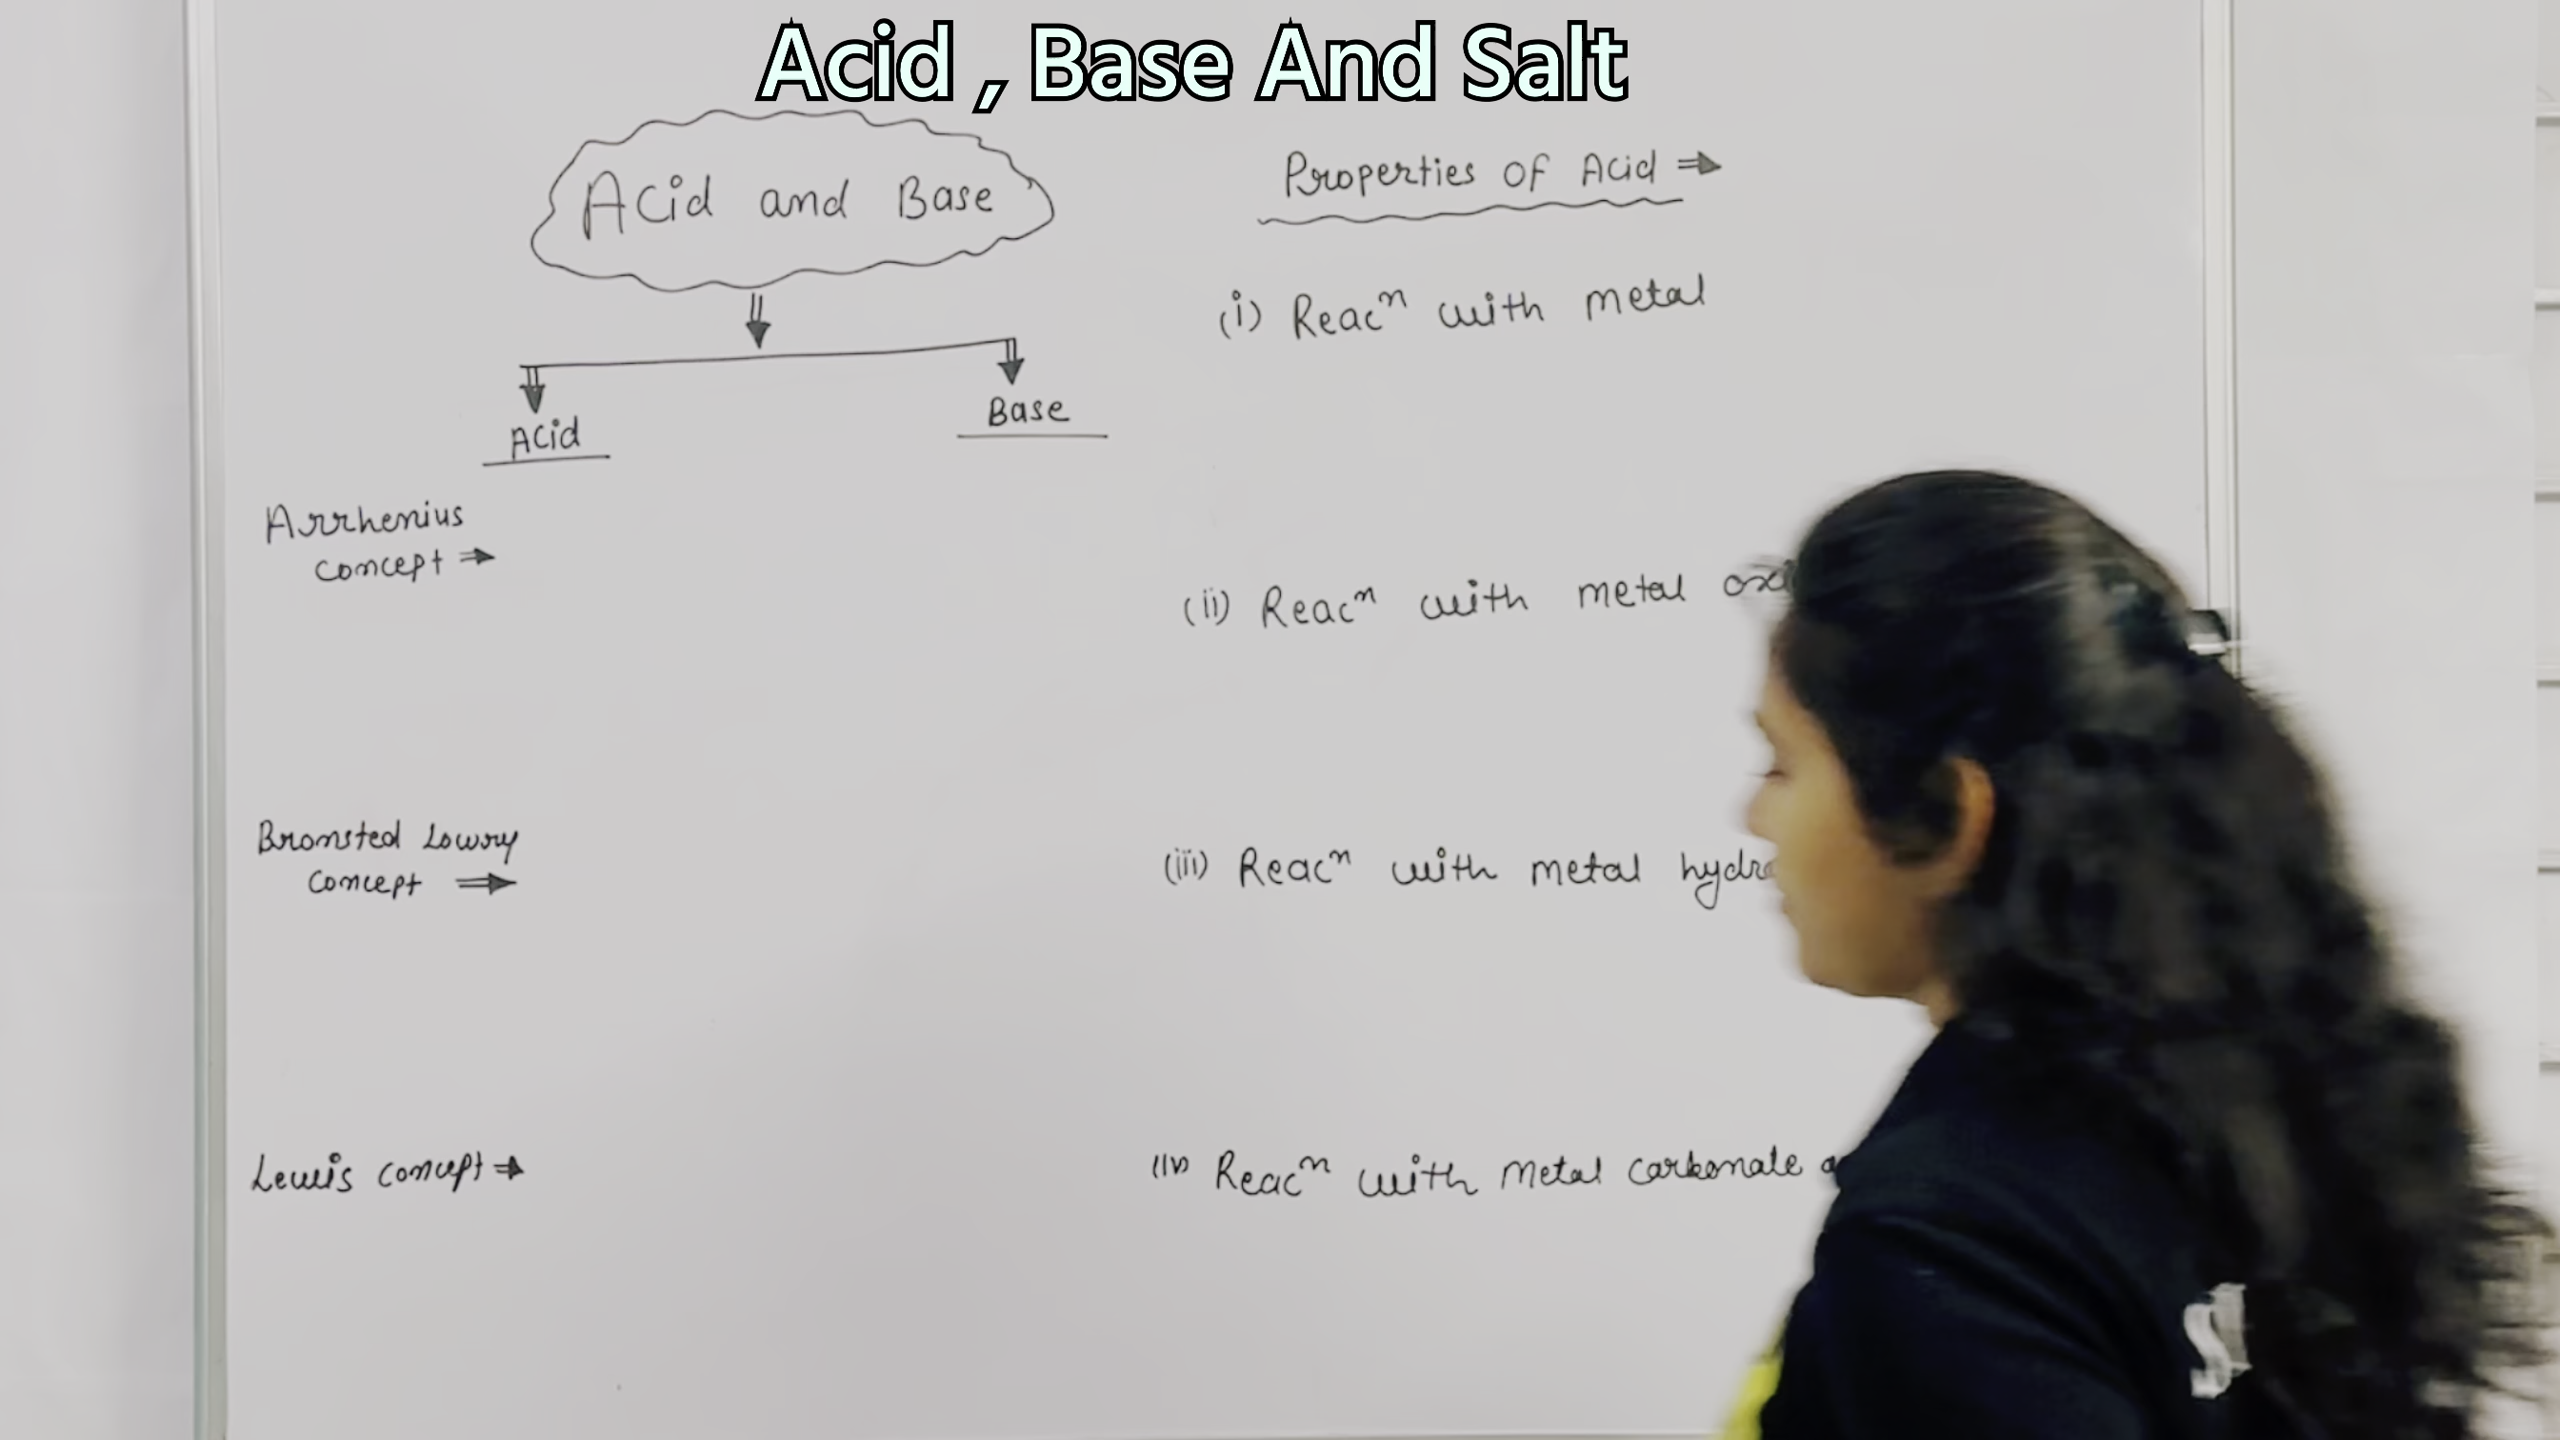 Acid , Base And Salt
Acid and Base
Acid
Base
Arrhenius
concept ⇒
Bronsted Lowry
concept ⇒
Lewis concept ⇒
Properties of Acid ⇒
(i) Reacⁿ with metal
(ii) Reacⁿ with metal
(iii) Reacⁿ with metal
(iv) Reacⁿ with Metal carbonate